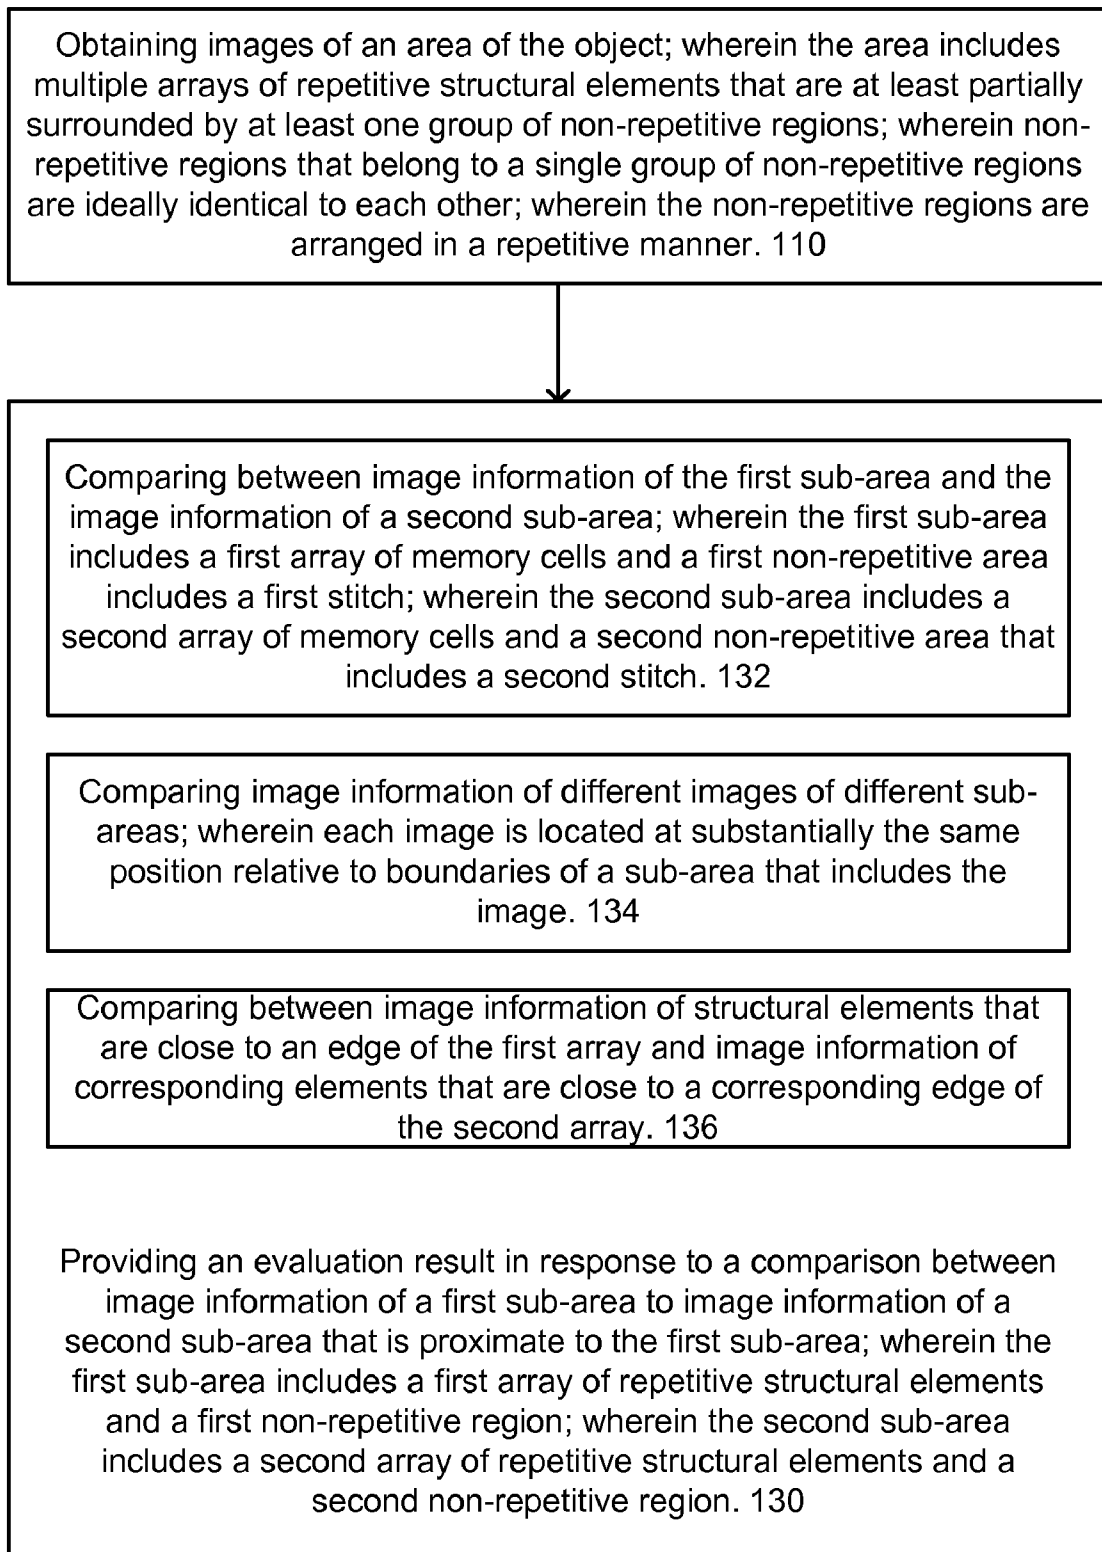 Obtaining images of an area of the object; wherein the area includes
multiple arrays of repetitive structural elements that are at least partially
surrounded by at least one group of non-repetitive regions; wherein non-
repetitive regions that belong to a single group of non-repetitive regions
are ideally identical to each other; wherein the non-repetitive regions are
arranged in a repetitive manner. 110
Comparing between image information of the first sub-area and the
image information of a second sub-area; wherein the first sub-area
includes a first array of memory cells and a first non-repetitive area
includes a first stitch; wherein the second sub-area includes a
second array of memory cells and a second non-repetitive area that
includes a second stitch. 132
Comparing image information of different images of different sub-
areas; wherein each image is located at substantially the same
position relative to boundaries of a sub-area that includes the
image. 134
Comparing between image information of structural elements that
are close to an edge of the first array and image information of
corresponding elements that are close to a corresponding edge of
the second array. 136
Providing an evaluation result in response to a comparison between
image information of a first sub-area to image information of a
second sub-area that is proximate to the first sub-area; wherein the
first sub-area includes a first array of repetitive structural elements
and a first non-repetitive region; wherein the second sub-area
includes a second array of repetitive structural elements and a
second non-repetitive region. 130